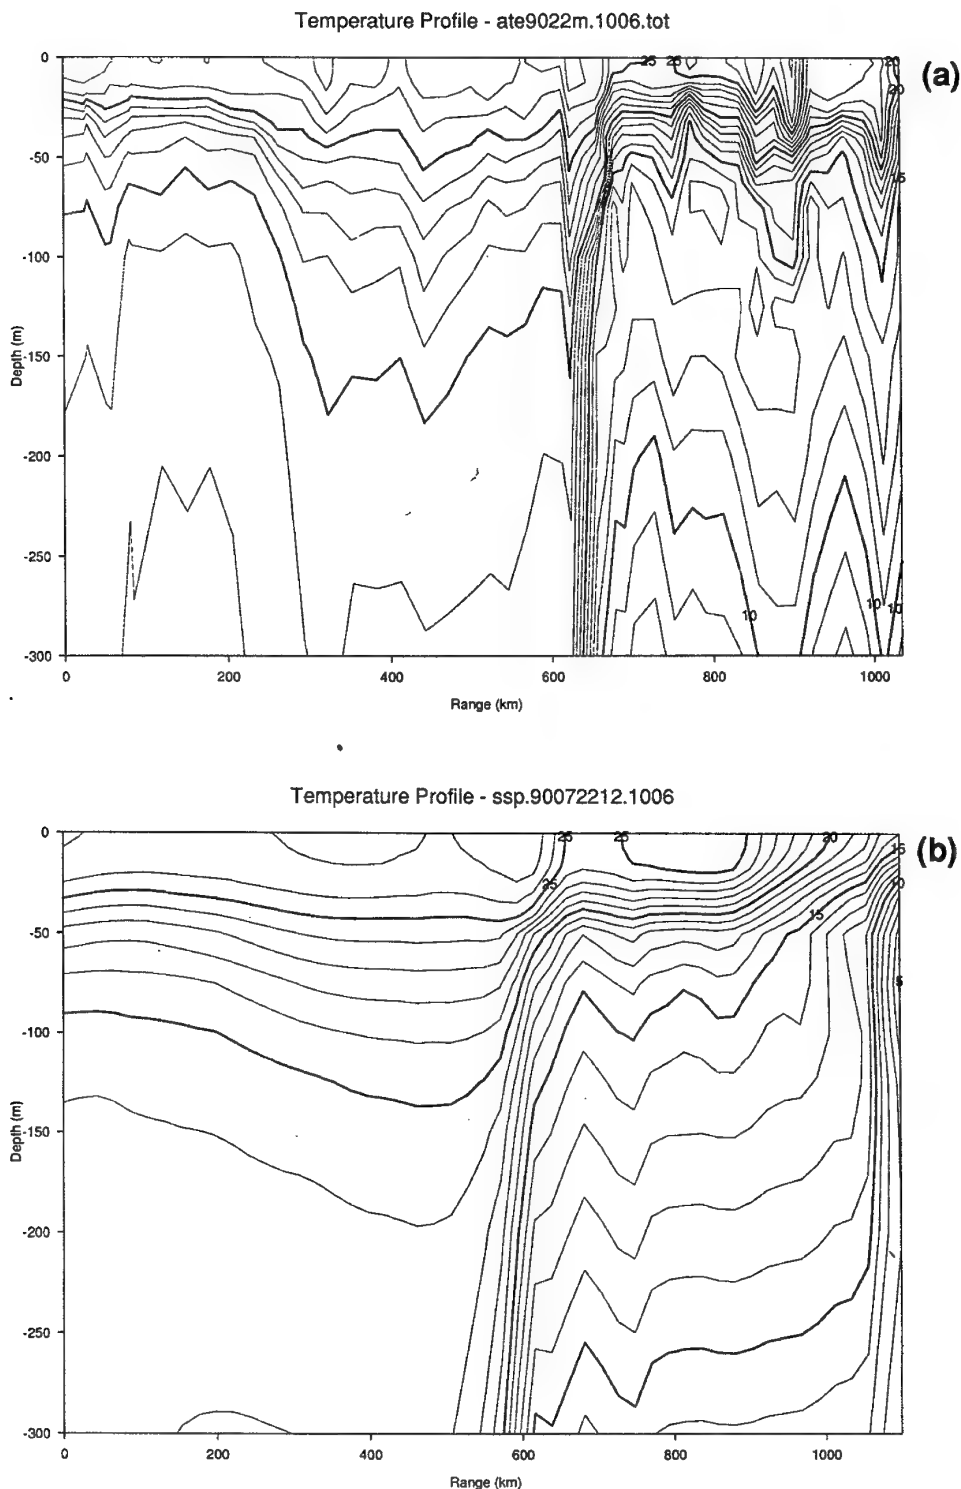 Temperature Profile - ate9022m.1006.tot
(a)
0
-50
-100
-150
-200
-250
-300
Depth (m)
25 25 20
20
15
10 10 10
0 200 400 600 800 1000
Range (km)
Temperature Profile - ssp.90072212.1006
(b)
0
-50
-100
-150
-200
-250
-300
Depth (m)
25 25 20
15
25 10
15
5
0 200 400 600 800 1000
Range (km)